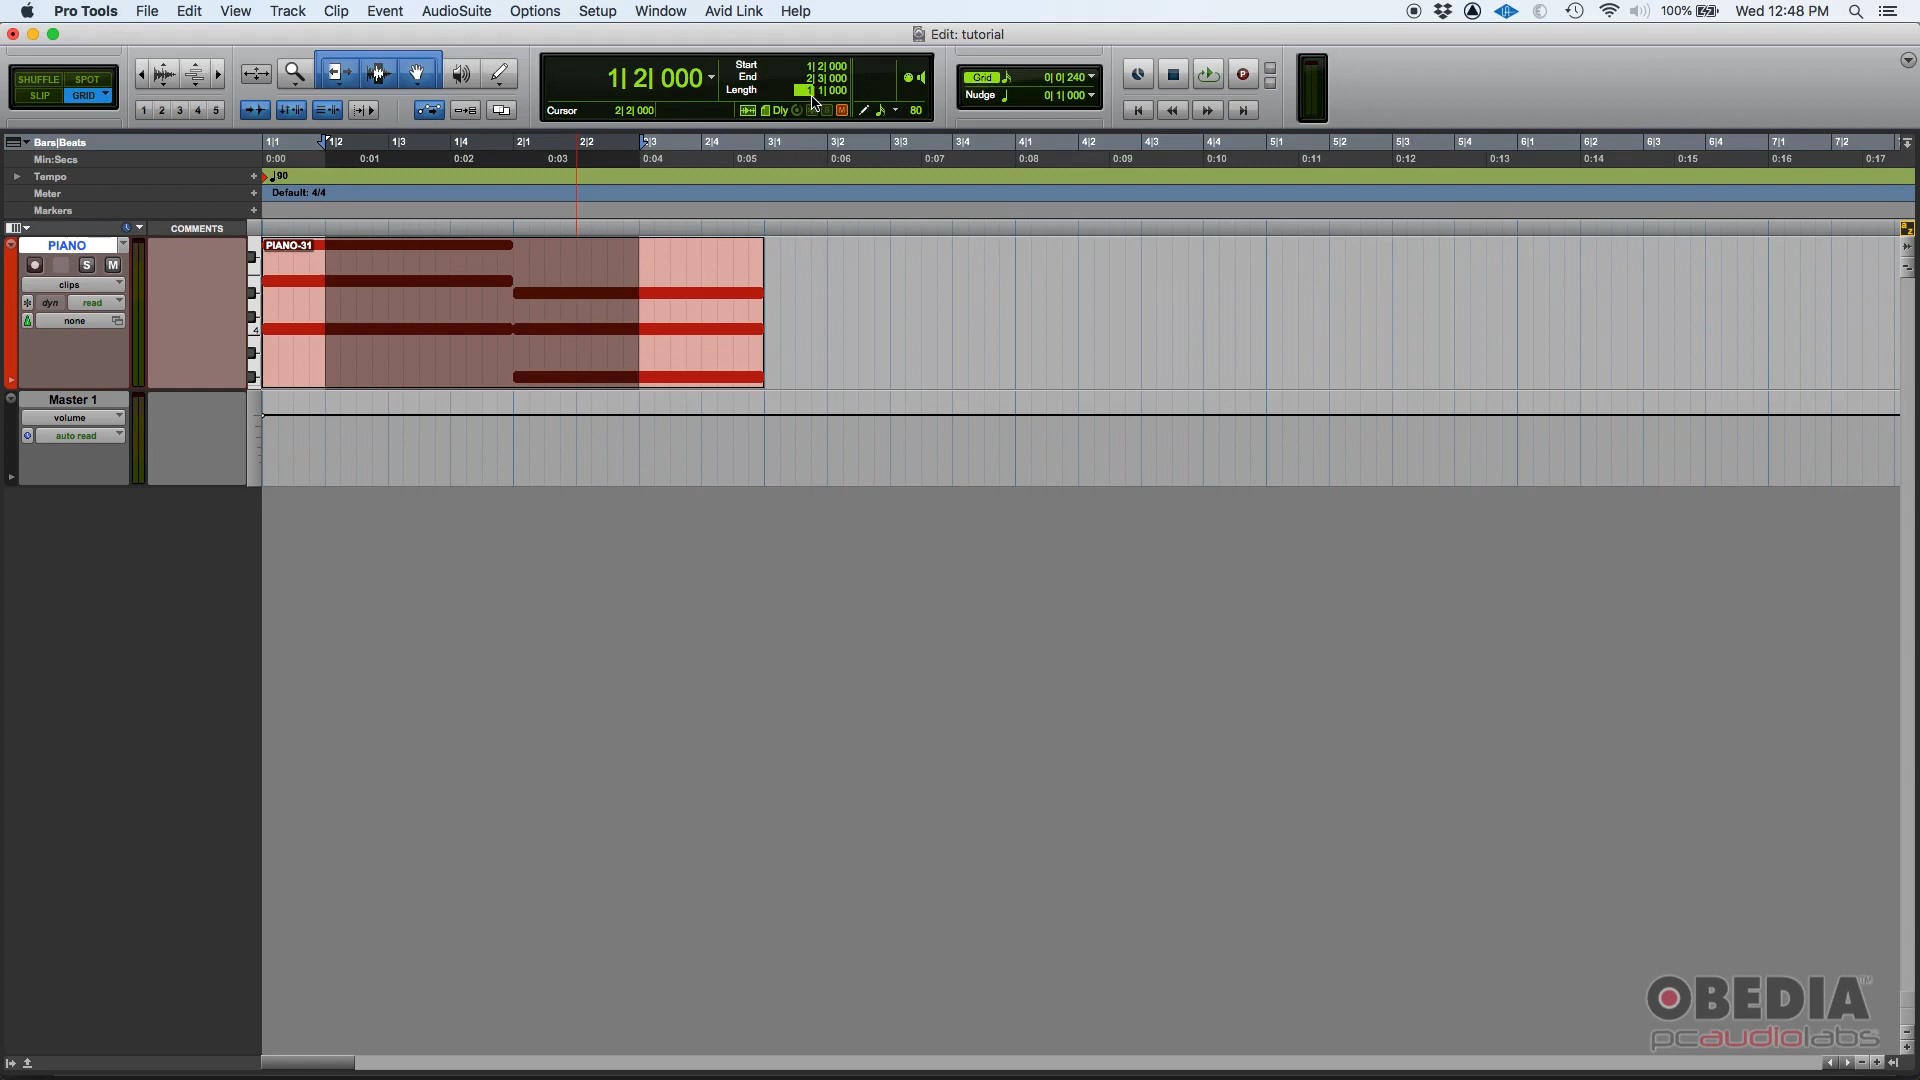 Pro Tools File Edit View Track Clip Event AudioSuite Options Setup Window Avid Link Help 100% Wed 12:48 PM
Edit: tutorial
SHUFFLE SPOT
SLIP GRID
1 2 3 4 5
1| 2| 000
Start 1| 2| 000
End 2| 3| 000
Length 1| 1| 000
Cursor 2| 2| 000 Dly M 80
Grid 0| 0| 240
Nudge 0| 1| 000
Bars|Beats 1|1 1|2 1|3 1|4 2|1 2|2 2|3 2|4 3|1 3|2 3|3 3|4 4|1 4|2 4|3 4|4 5|1 5|2 5|3 5|4 6|1 6|2 6|3 6|4 7|1 7|2
Min:Secs 0:00 0:01 0:02 0:03 0:04 0:05 0:06 0:07 0:08 0:09 0:10 0:11 0:12 0:13 0:14 0:15 0:16 0:17
Tempo + 90
Meter + Default: 4/4
Markers +
COMMENTS
PIANO PIANO-31
S M
clips
dyn read
none 4
Master 1
volume
auto read
a z
OBEDIA™
pcaudiolabs